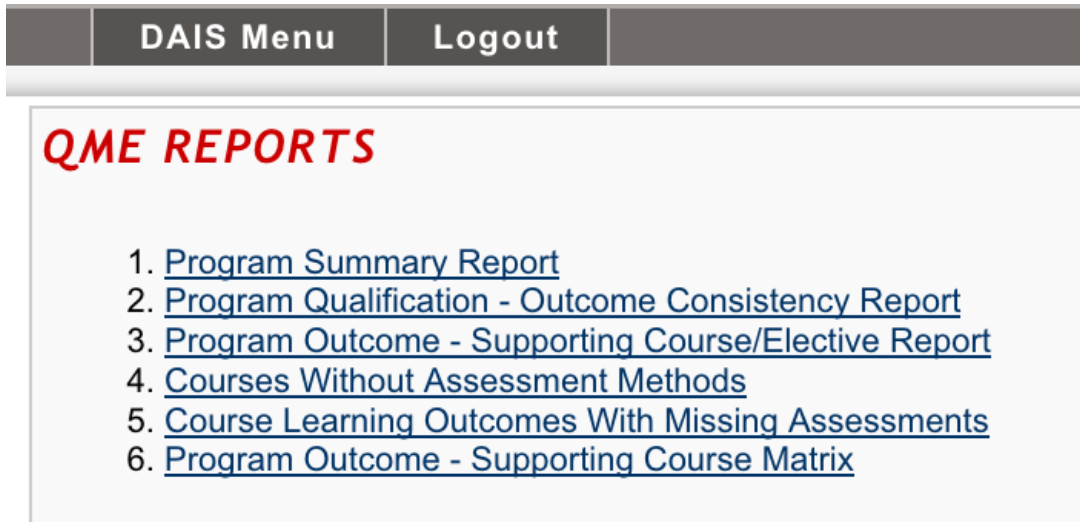 DAIS Menu Logout
QME REPORTS
1. Program Summary Report
2. Program Qualification - Outcome Consistency Report
3. Program Outcome - Supporting Course/Elective Report
4. Courses Without Assessment Methods
5. Course Learning Outcomes With Missing Assessments
6. Program Outcome - Supporting Course Matrix